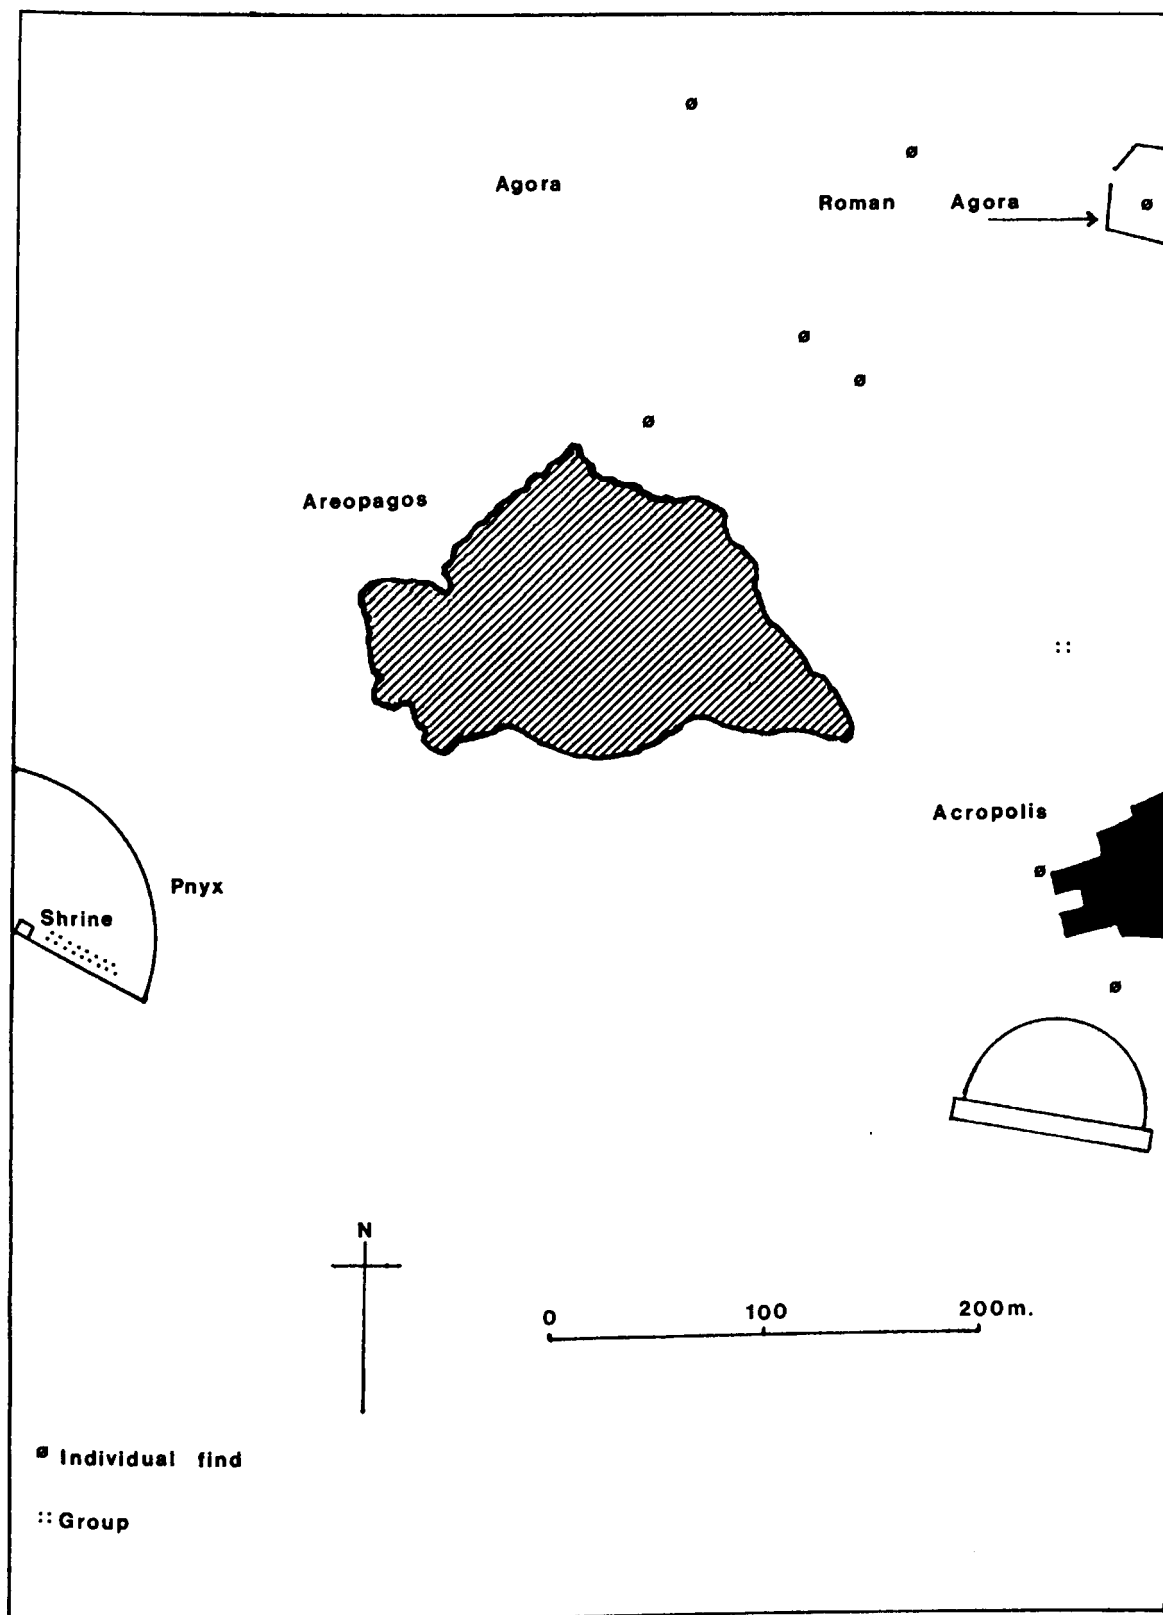 Agora
Roman Agora
Areopagos
Acropolis
Pnyx
Shrine
N
0 100 200m.
ø Individual find
:: Group